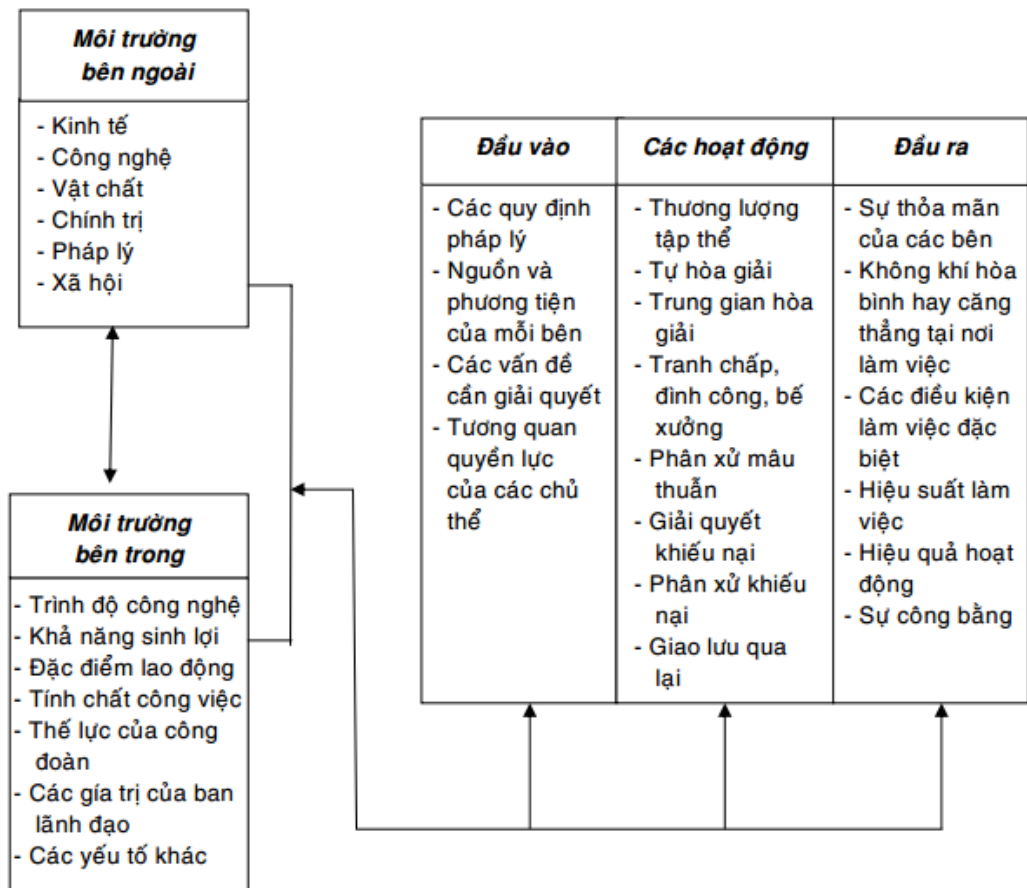 Môi trường
bên ngoài
- Kinh tế
- Công nghệ
- Vật chất
- Chính trị
- Pháp lý
- Xã hội
Môi trường
bên trong
- Trình độ công nghệ
- Khả năng sinh lợi
- Đặc điểm lao động
- Tính chất công việc
- Thế lực của công
đoàn
- Các gía trị của ban
lãnh đạo
- Các yếu tố khác
Đầu vào
- Các quy định
pháp lý
- Nguồn và
phương tiện
của mỗi bên
- Các vấn đề
cần giải quyết
- Tương quan
quyền lực
của các chủ
thể
Các hoạt động
- Thương lượng
tập thể
- Tự hòa giải
- Trung gian hòa
giải
- Tranh chấp,
đình công, bế
xưởng
- Phân xử mâu
thuẫn
- Giải quyết
khiếu nại
- Phân xử khiếu
nại
- Giao lưu qua
lại
Đầu ra
- Sự thỏa mãn
của các bên
- Không khí hòa
bình hay căng
thẳng tại nơi
làm việc
- Các điều kiện
làm việc đặc
biệt
- Hiệu suất làm
việc
- Hiệu quả hoạt
động
- Sự công bằng